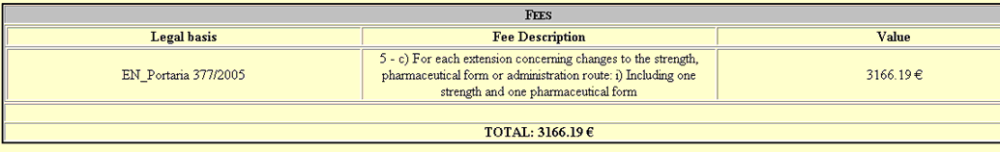 FEES
Legal basis Fee Description Value
5 - c) For each extension concerning changes to the strength,
EN_Portaria 377/2005 pharmaceutical form or administration route: i) Including one 3166.19 €
strength and one pharmaceutical form
TOTAL: 3166.19 €